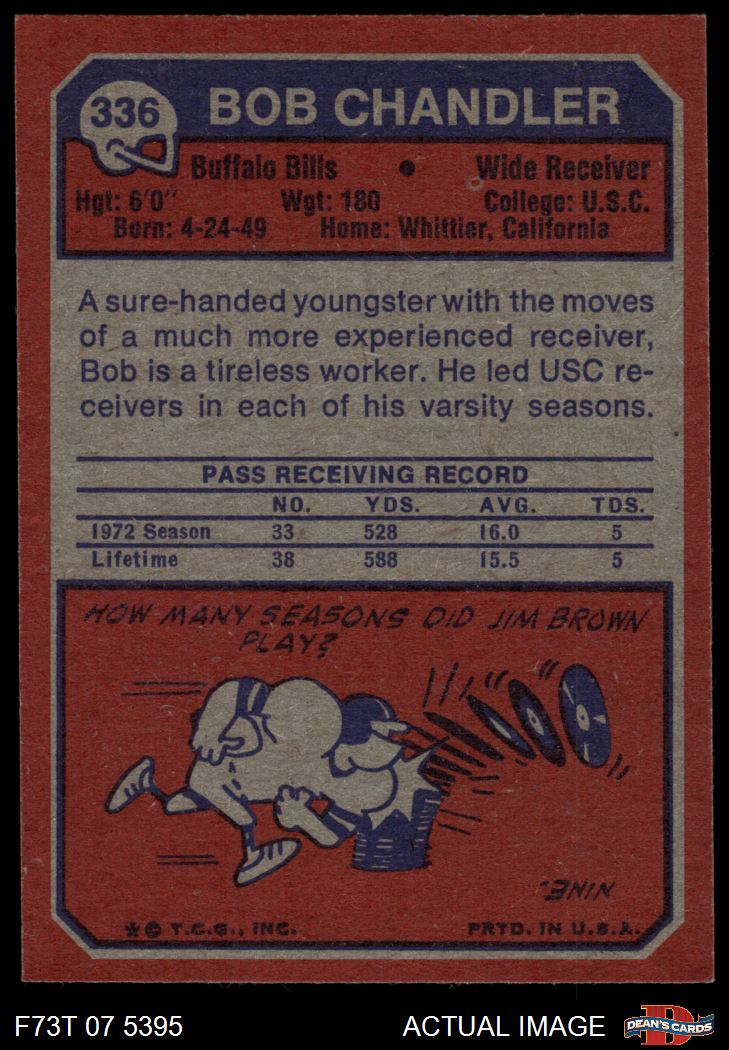 336 BOB CHANDLER
Buffalo Bills • Wide Receiver
Hgt: 6'0" Wgt: 180 College: U.S.C.
Born: 4-24-49 Home: Whittier, California
A sure-handed youngster with the moves
of a much more experienced receiver,
Bob is a tireless worker. He led USC re-
ceivers in each of his varsity seasons.
PASS RECEIVING RECORD
NO. YDS. AVG. TDS.
1972 Season 33 528 16.0 5
Lifetime 38 588 15.5 5
HOW MANY SEASONS DID JIM BROWN
PLAY?
NINE.
★ © T.C.G., INC. PRTD. IN U.S.A.
F73T 07 5395 ACTUAL IMAGE D DEAN'S CARDS